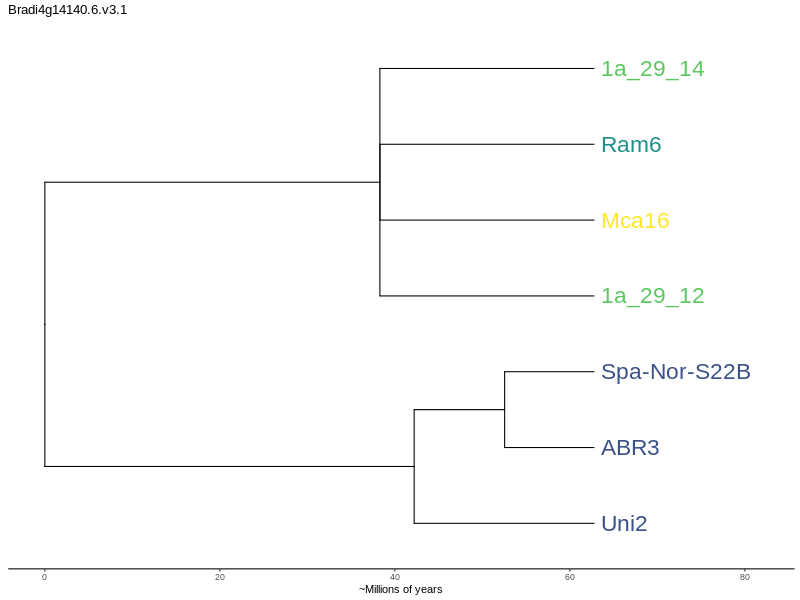 Bradi4g14140.6.v3.1
1a_29_14
Ram6
Mca16
1a_29_12
Spa-Nor-S22B
ABR3
Uni2
0 20 40 60 80
~Millions of years